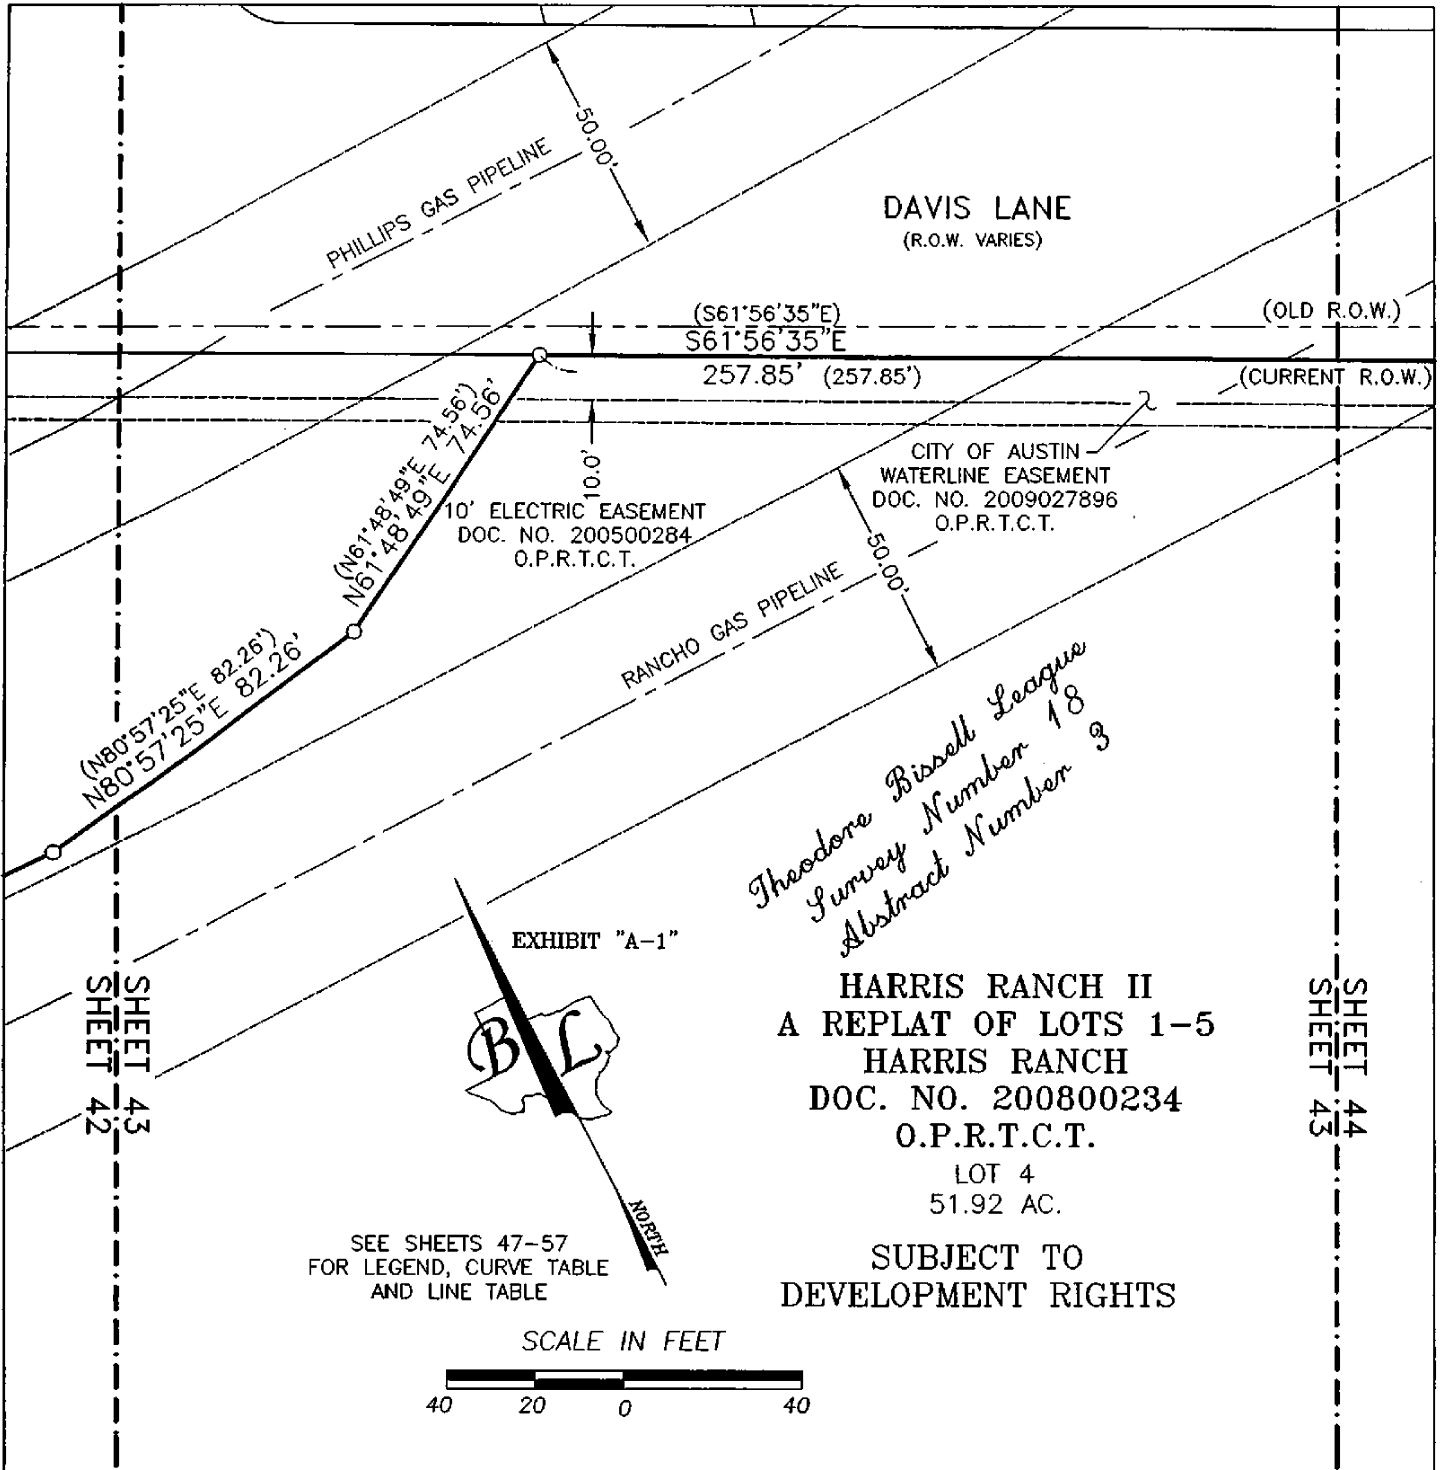 50.00'
PHILLIPS GAS PIPELINE
DAVIS LANE
(R.O.W. VARIES)
(S61°56'35"E)
S61°56'35"E
257.85' (257.85')
(OLD R.O.W.)
(CURRENT R.O.W.)
(N61°48'49"E 74.56')
N61°48'49"E 74.56'
10.0'
10' ELECTRIC EASEMENT
DOC. NO. 200500284
O.P.R.T.C.T.
CITY OF AUSTIN
WATERLINE EASEMENT
DOC. NO. 2009027896
O.P.R.T.C.T.
50.00'
RANCHO GAS PIPELINE
(N80°57'25"E 82.26')
N80°57'25"E 82.26'
Theodore Bissell League
Survey Number 18
Abstract Number 3
EXHIBIT "A-1"
B L
NORTH
SHEET 43
SHEET 42
HARRIS RANCH II
A REPLAT OF LOTS 1-5
HARRIS RANCH
DOC. NO. 200800234
O.P.R.T.C.T.
LOT 4
51.92 AC.
SUBJECT TO
DEVELOPMENT RIGHTS
SHEET 44
SHEET 43
SEE SHEETS 47-57
FOR LEGEND, CURVE TABLE
AND LINE TABLE
SCALE IN FEET
40 20 0 40